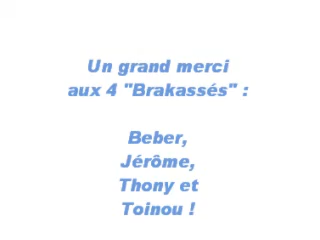 Un grand merci
aux 4 "Brakassés" :
Beber,
Jérôme,
Thony et
Toinou !